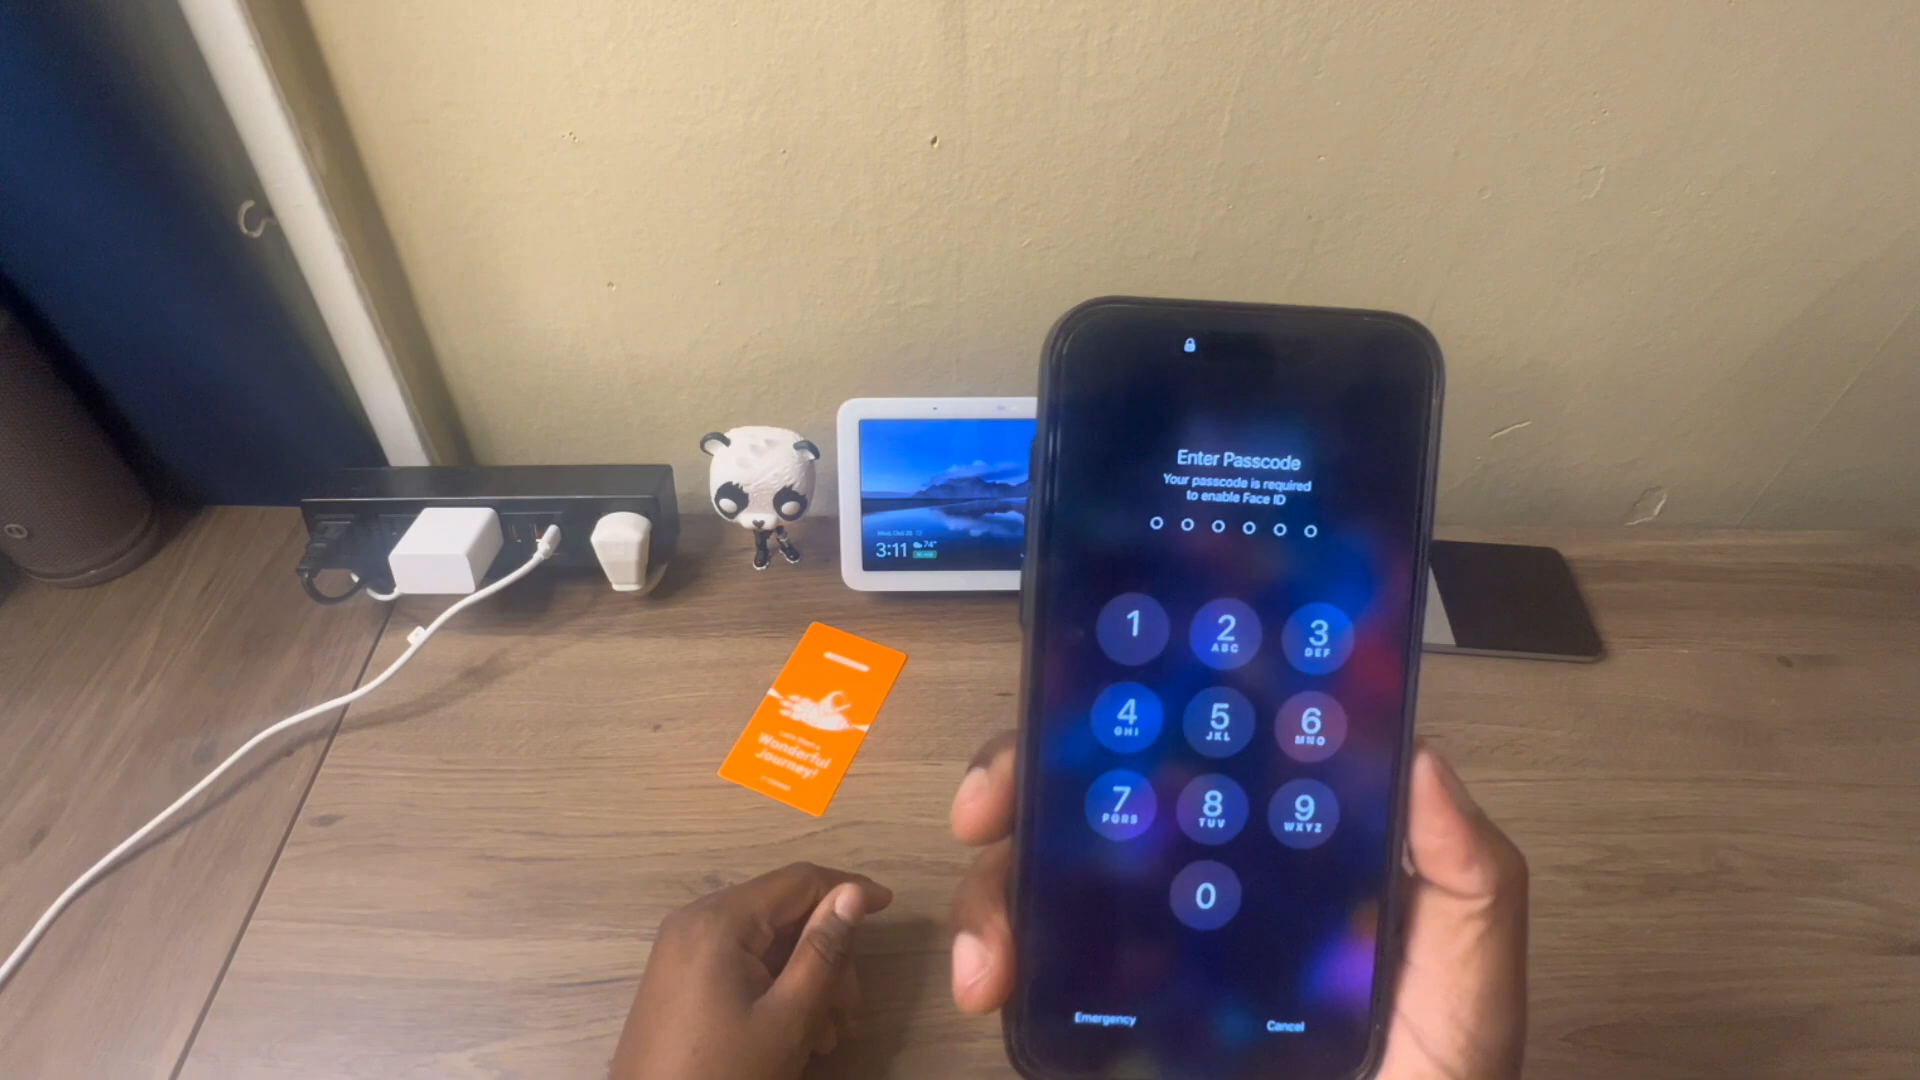 Enter Passcode
Your passcode is required
to enable Face ID
1
2
ABC
3
DEF
4
GHI
5
JKL
6
MNO
7
PQRS
8
TUV
9
WXYZ
0
Emergency
Cancel
3:11
74°
Wonderful
Journey!